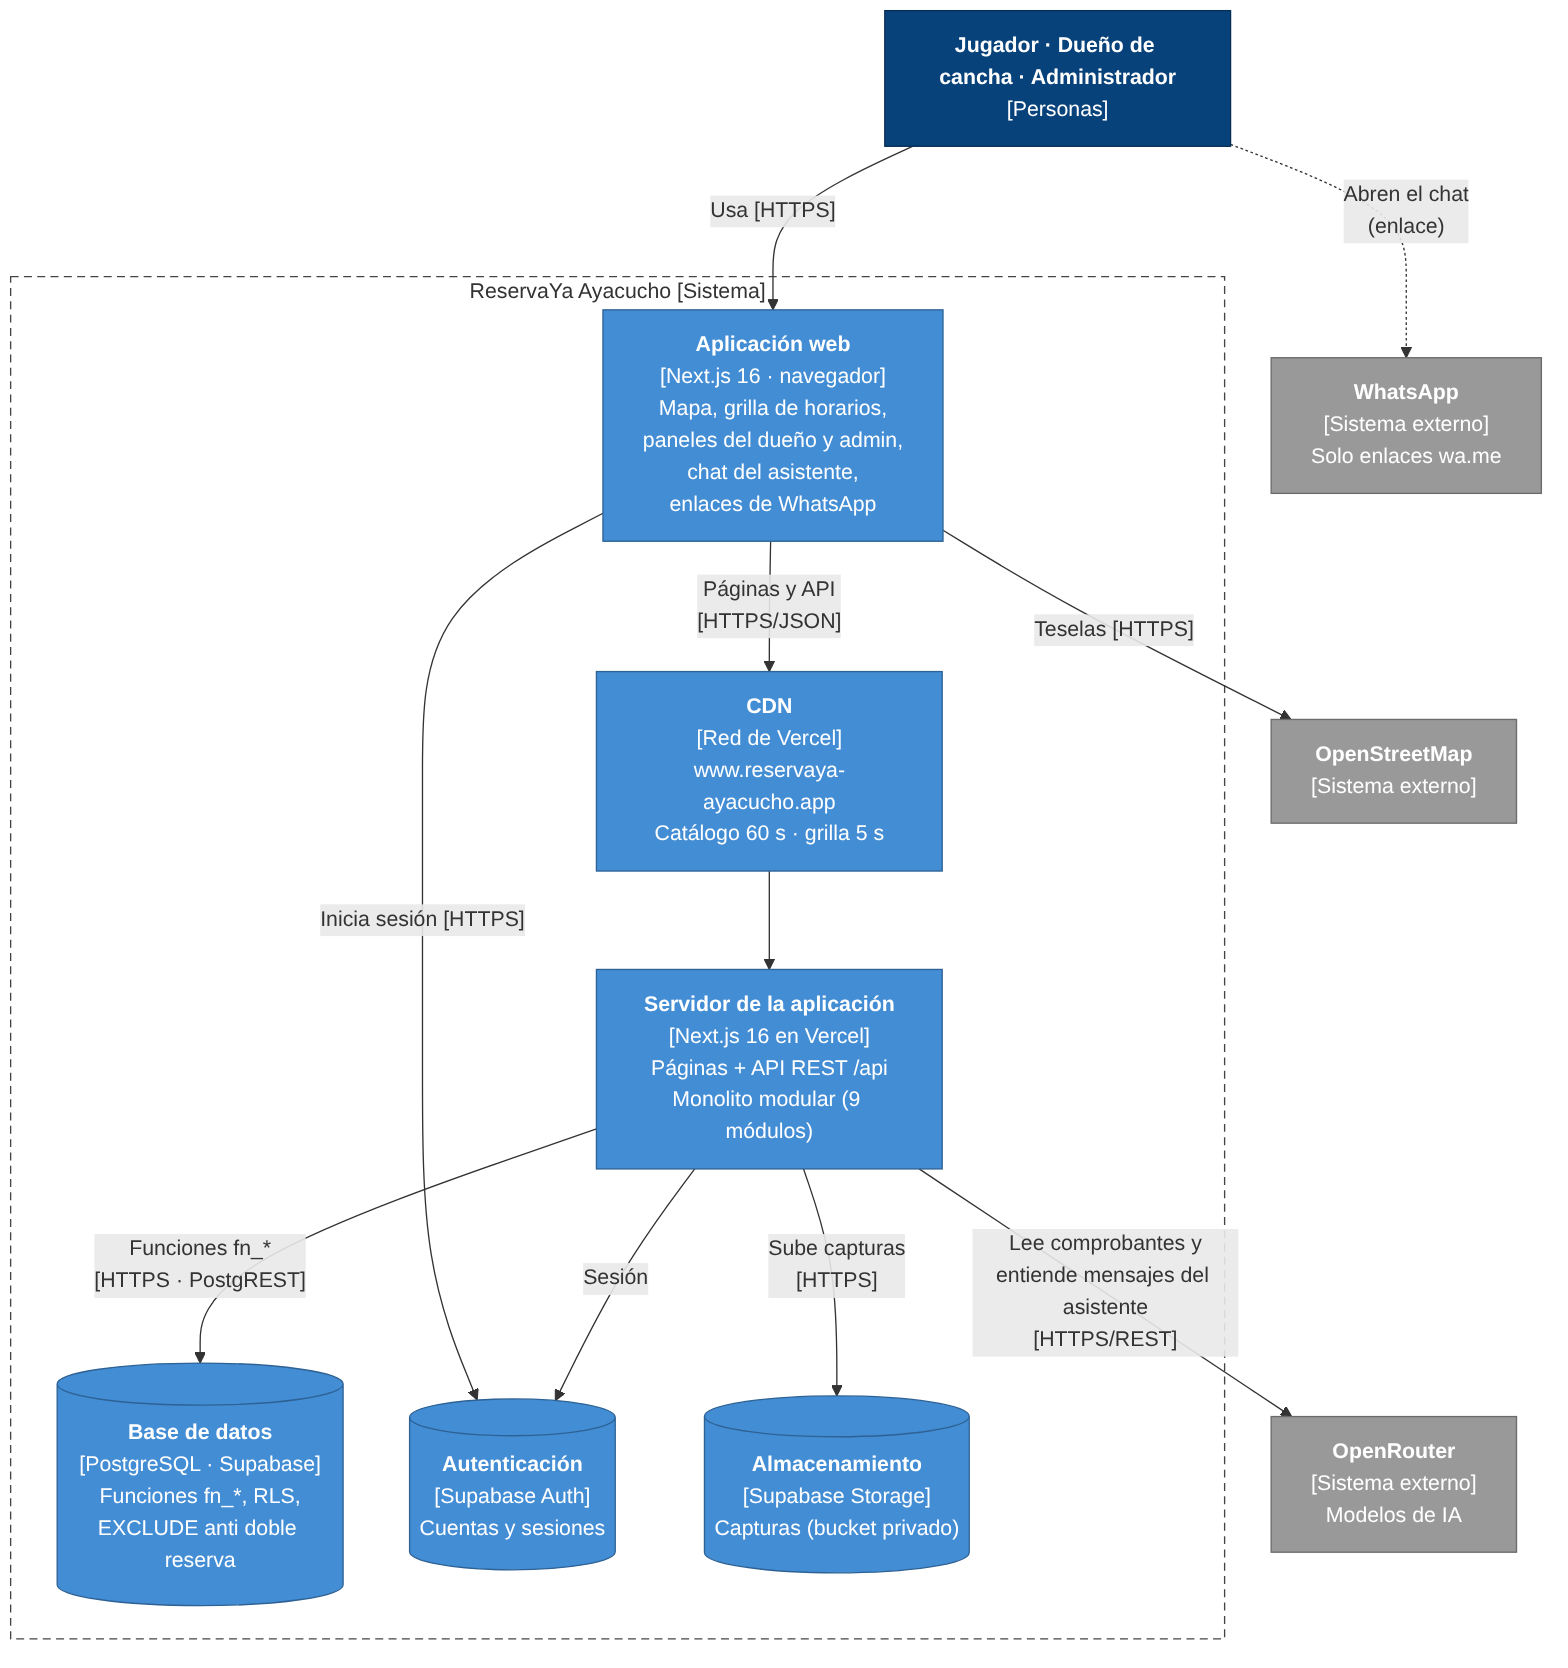 Jugador · Dueño de
cancha · Administrador
[Personas]
Usa [HTTPS]
Abren el chat
(enlace)
ReservaYa Ayacucho [Sistema]
Aplicación web
[Next.js 16 · navegador]
Mapa, grilla de horarios,
paneles del dueño y admin,
chat del asistente,
enlaces de WhatsApp
WhatsApp
[Sistema externo]
Solo enlaces wa.me
Páginas y API
[HTTPS/JSON]
Teselas [HTTPS]
CDN
[Red de Vercel]
www.reservaya-
ayacucho.app
Catálogo 60 s · grilla 5 s
OpenStreetMap
[Sistema externo]
Inicia sesión [HTTPS]
Servidor de la aplicación
[Next.js 16 en Vercel]
Páginas + API REST /api
Monolito modular (9
módulos)
Funciones fn_*
[HTTPS · PostgREST]
Sesión
Sube capturas
[HTTPS]
Lee comprobantes y
entiende mensajes del
asistente
[HTTPS/REST]
Base de datos
[PostgreSQL · Supabase]
Funciones fn_*, RLS,
EXCLUDE anti doble
reserva
Autenticación
[Supabase Auth]
Cuentas y sesiones
Almacenamiento
[Supabase Storage]
Capturas (bucket privado)
OpenRouter
[Sistema externo]
Modelos de IA